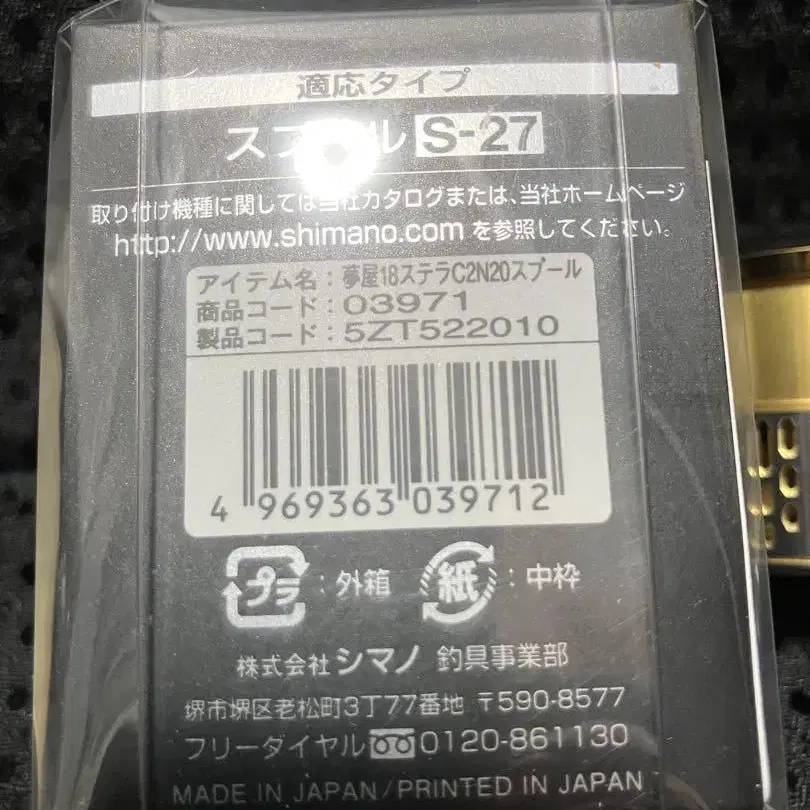 適応タイプ
スプール S-27
取り付け機種に関しては当社カタログまたは、当社ホームページ
http://www.shimano.com を参照してください。
アイテム名：夢屋18ステラC2N20スプール
商品コード：03971
製品コード：5ZT522010
4 969363 039712
プラ：外箱 紙：中枠
株式会社 シマノ 釣具事業部
堺市堺区老松町3丁77番地 〒590-8577
フリーダイヤル 0120-861130
MADE IN JAPAN/PRINTED IN JAPAN